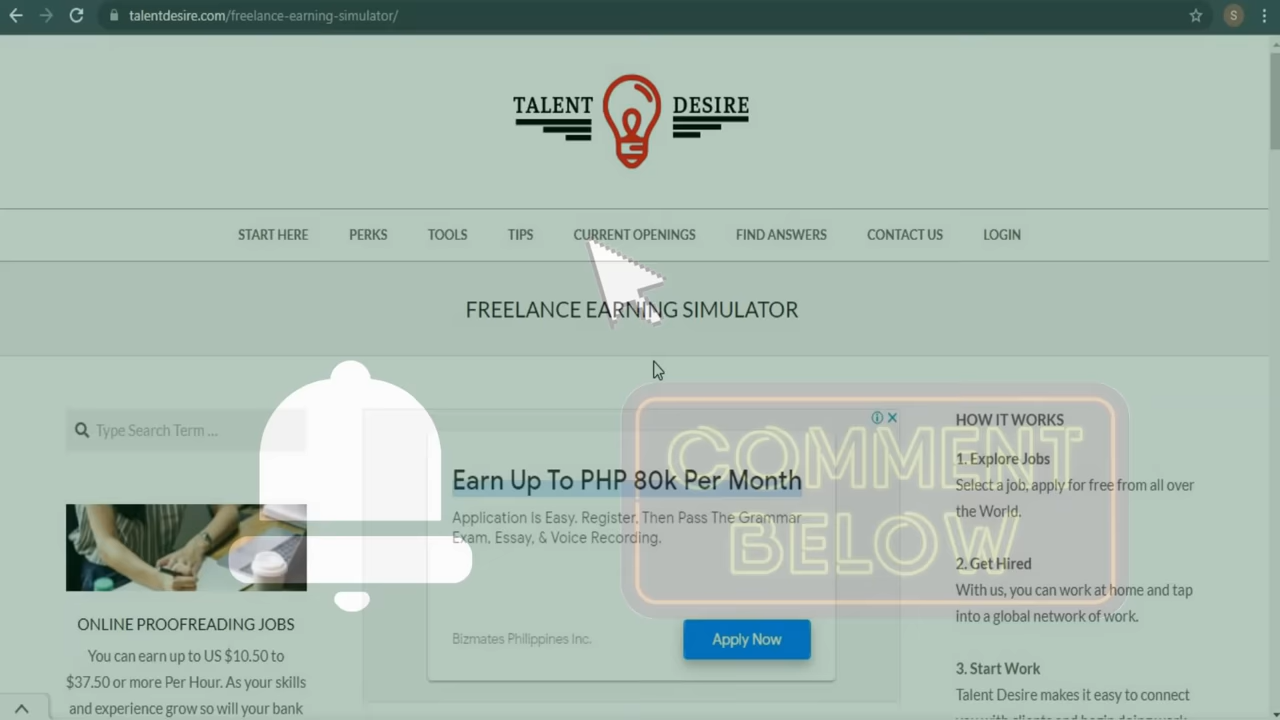 talentdesire.com/freelance-earning-simulator/
S
TALENT DESIRE
START HERE PERKS TOOLS TIPS CURRENT OPENINGS FIND ANSWERS CONTACT US LOGIN
FREELANCE EARNING SIMULATOR
Type Search Term ...
ONLINE PROOFREADING JOBS
You can earn up to US $10.50 to
$37.50 or more Per Hour. As your skills
and experience grow so will your bank
Earn Up To PHP 80k Per Month
Application Is Easy. Register, Then Pass The Grammar
Exam, Essay, & Voice Recording.
Bizmates Philippines Inc.
Apply Now
COMMENT
BELOW
HOW IT WORKS
1. Explore Jobs
Select a job, apply for free from all over
the World.
2. Get Hired
With us, you can work at home and tap
into a global network of work.
3. Start Work
Talent Desire makes it easy to connect